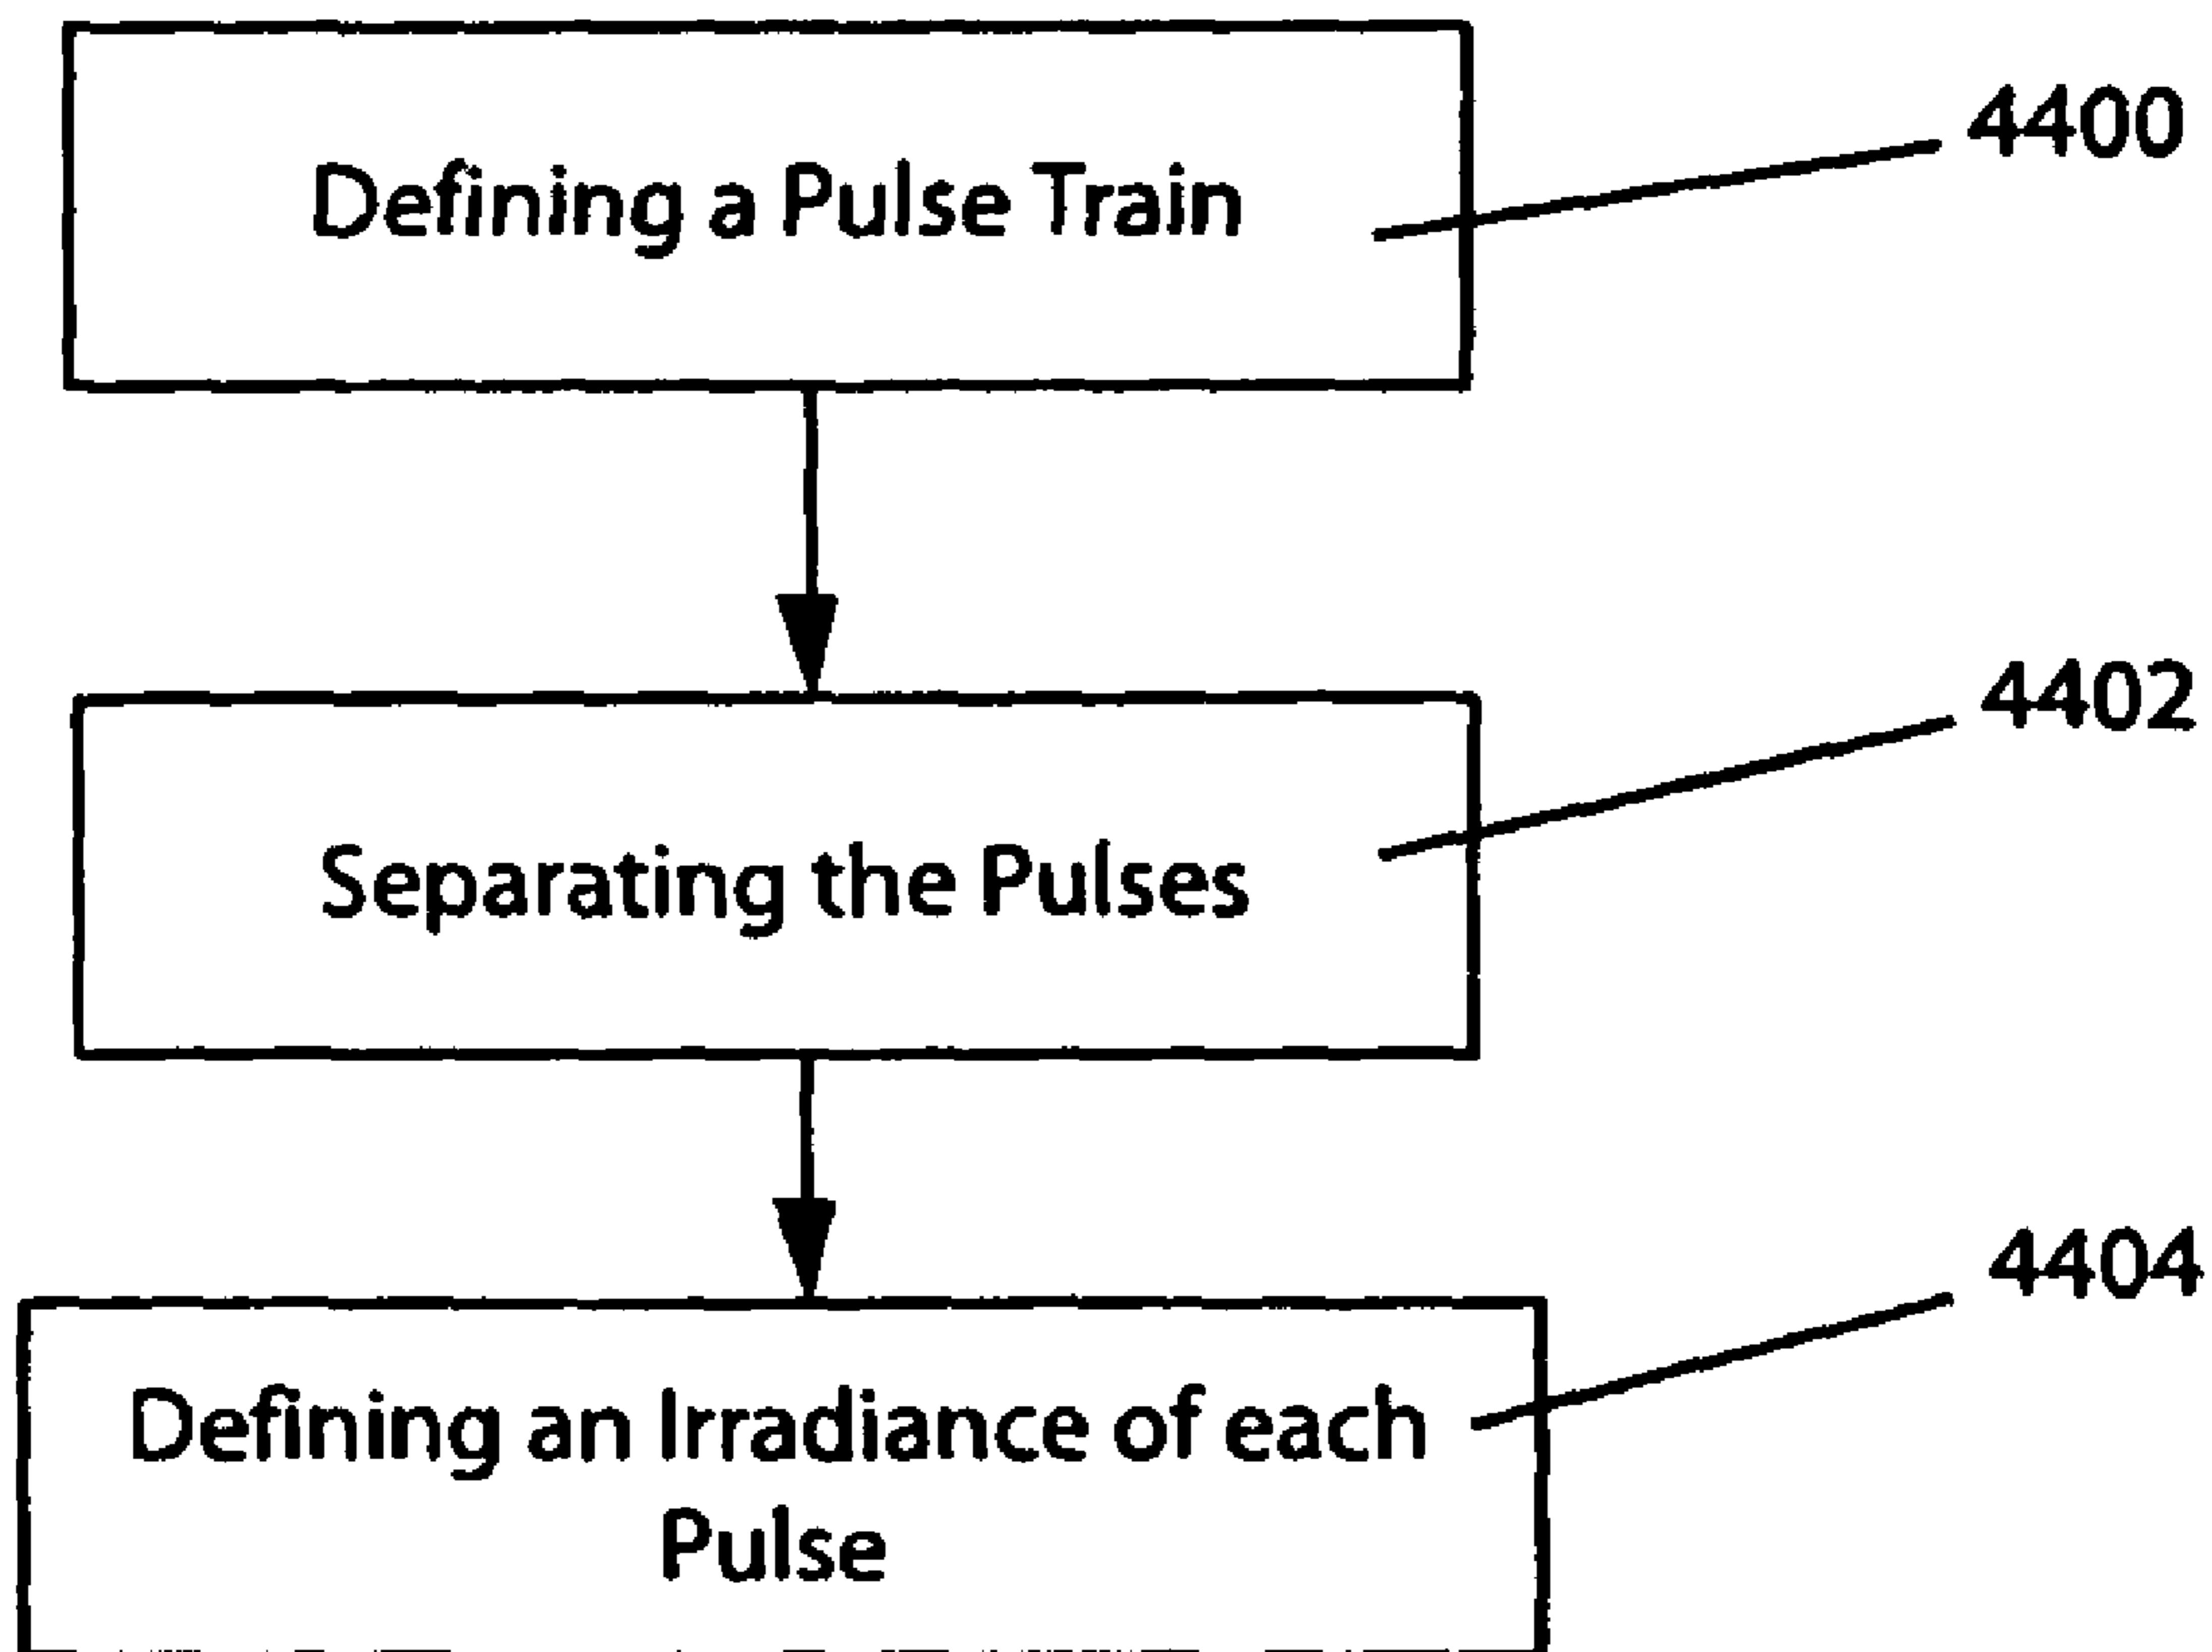 Defining a Pulse Train
4400
Separating the Pulses
4402
Defining an Irradiance of each
Pulse
4404